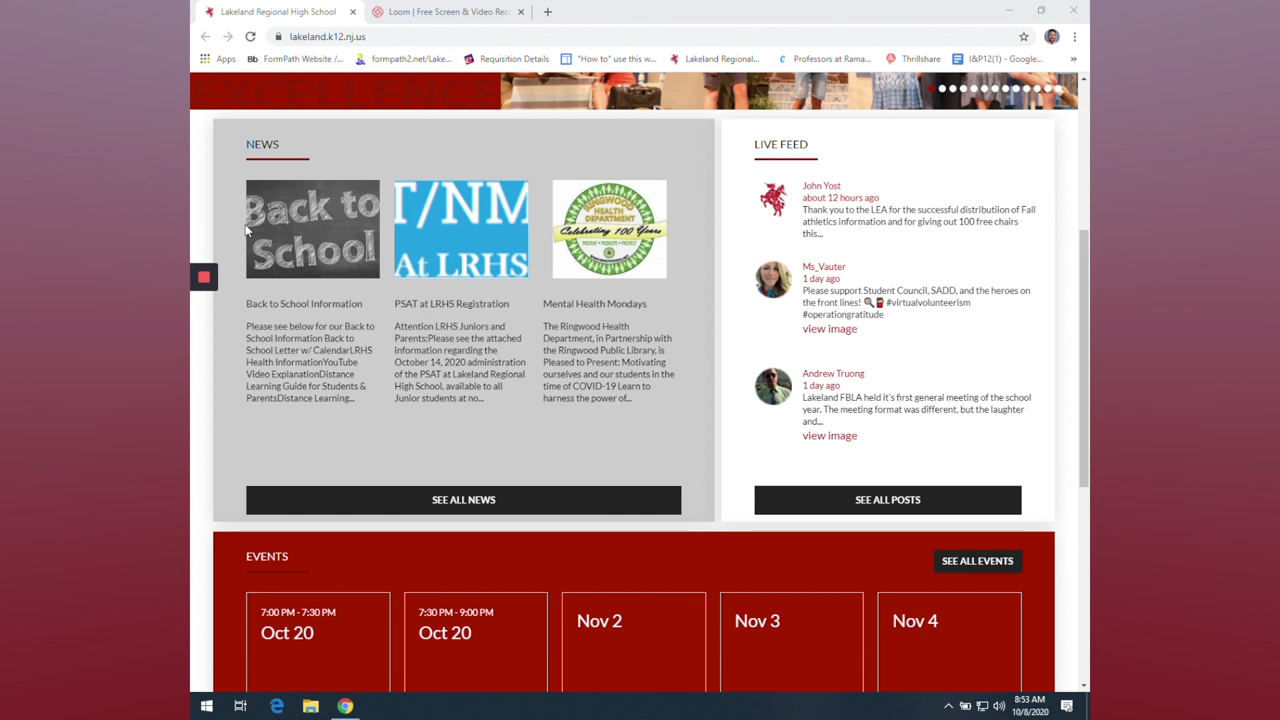 Lakeland Regional High School
Loom | Free Screen & Video Rec
lakeland.k12.nj.us
Apps
Bb FormPath Website /...
formpath2.net/Lake...
Requisition Details
"How to" use this w...
Lakeland Regional...
Professors at Rama...
Thrillshare
I&P12(1) - Google...
EXCELLENCE
NEWS
Back to
School
T/NM
At LRHS
RINGWOOD
HEALTH
DEPARTMENT
Celebrating 100 Years
PREVENT • PROMOTE • PROTECT
Back to School Information
Please see below for our Back to
School Information Back to
School Letter w/ CalendarLRHS
Health InformationYouTube
Video ExplanationDistance
Learning Guide for Students &
ParentsDistance Learning...
PSAT at LRHS Registration
Attention LRHS Juniors and
Parents:Please see the attached
information regarding the
October 14, 2020 administration
of the PSAT at Lakeland Regional
High School, available to all
Junior students at no...
Mental Health Mondays
The Ringwood Health
Department, in Partnership with
the Ringwood Public Library, is
Pleased to Present: Motivating
ourselves and our students in the
time of COVID-19 Learn to
harness the power of...
SEE ALL NEWS
LIVE FEED
John Yost
about 12 hours ago
Thank you to the LEA for the successful distributiion of Fall
athletics information and for giving out 100 free chairs
this...
Ms_Vauter
1 day ago
Please support Student Council, SADD, and the heroes on
the front lines! #virtualvolunteerism
#operationgratitude
view image
Andrew Truong
1 day ago
Lakeland FBLA held it's first general meeting of the school
year. The meeting format was different, but the laughter
and...
view image
SEE ALL POSTS
EVENTS
SEE ALL EVENTS
7:00 PM - 7:30 PM
Oct 20
7:30 PM - 9:00 PM
Oct 20
Nov 2
Nov 3
Nov 4
8:53 AM
10/8/2020